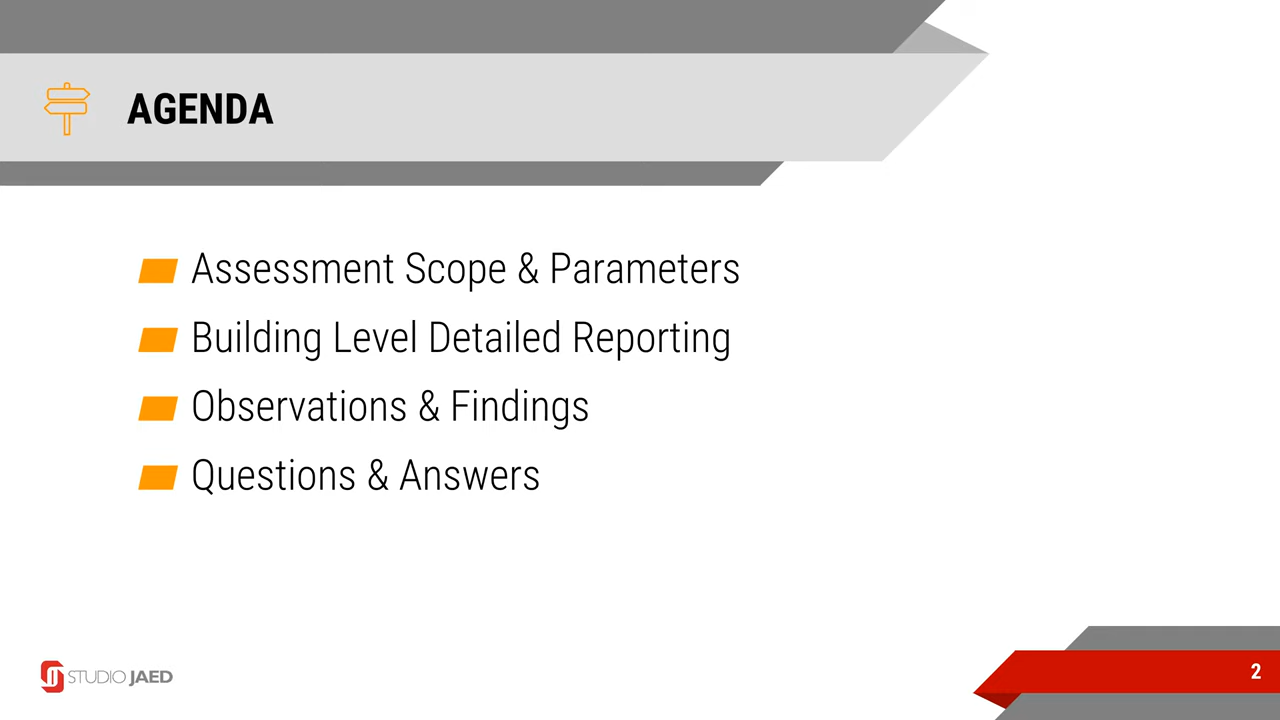 AGENDA
Assessment Scope & Parameters
Building Level Detailed Reporting
Observations & Findings
Questions & Answers
STUDIO JAED
2